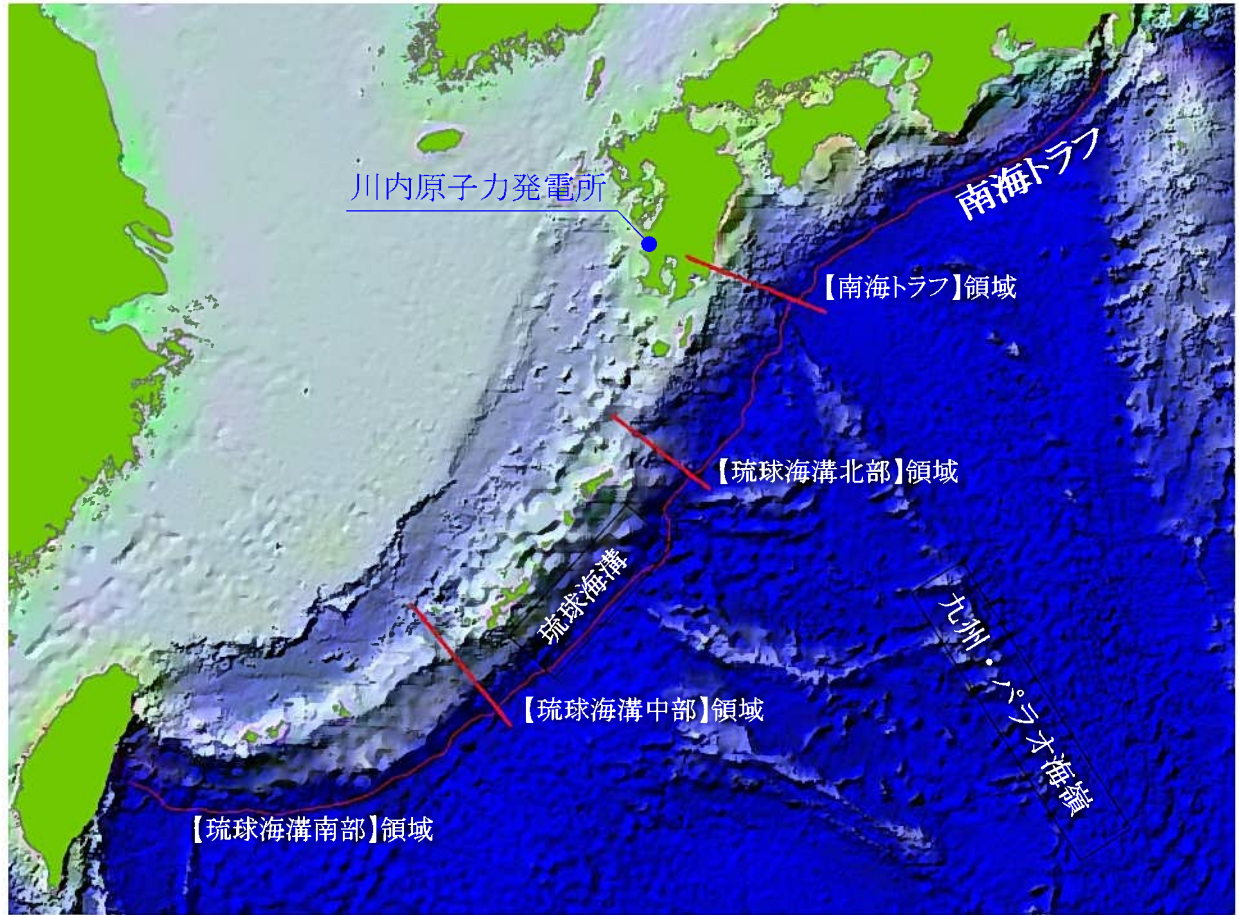 南海トラフ
川内原子力発電所
【南海トラフ】領域
【琉球海溝北部】領域
琉球海溝
九州・パラオ海嶺
【琉球海溝中部】領域
【琉球海溝南部】領域